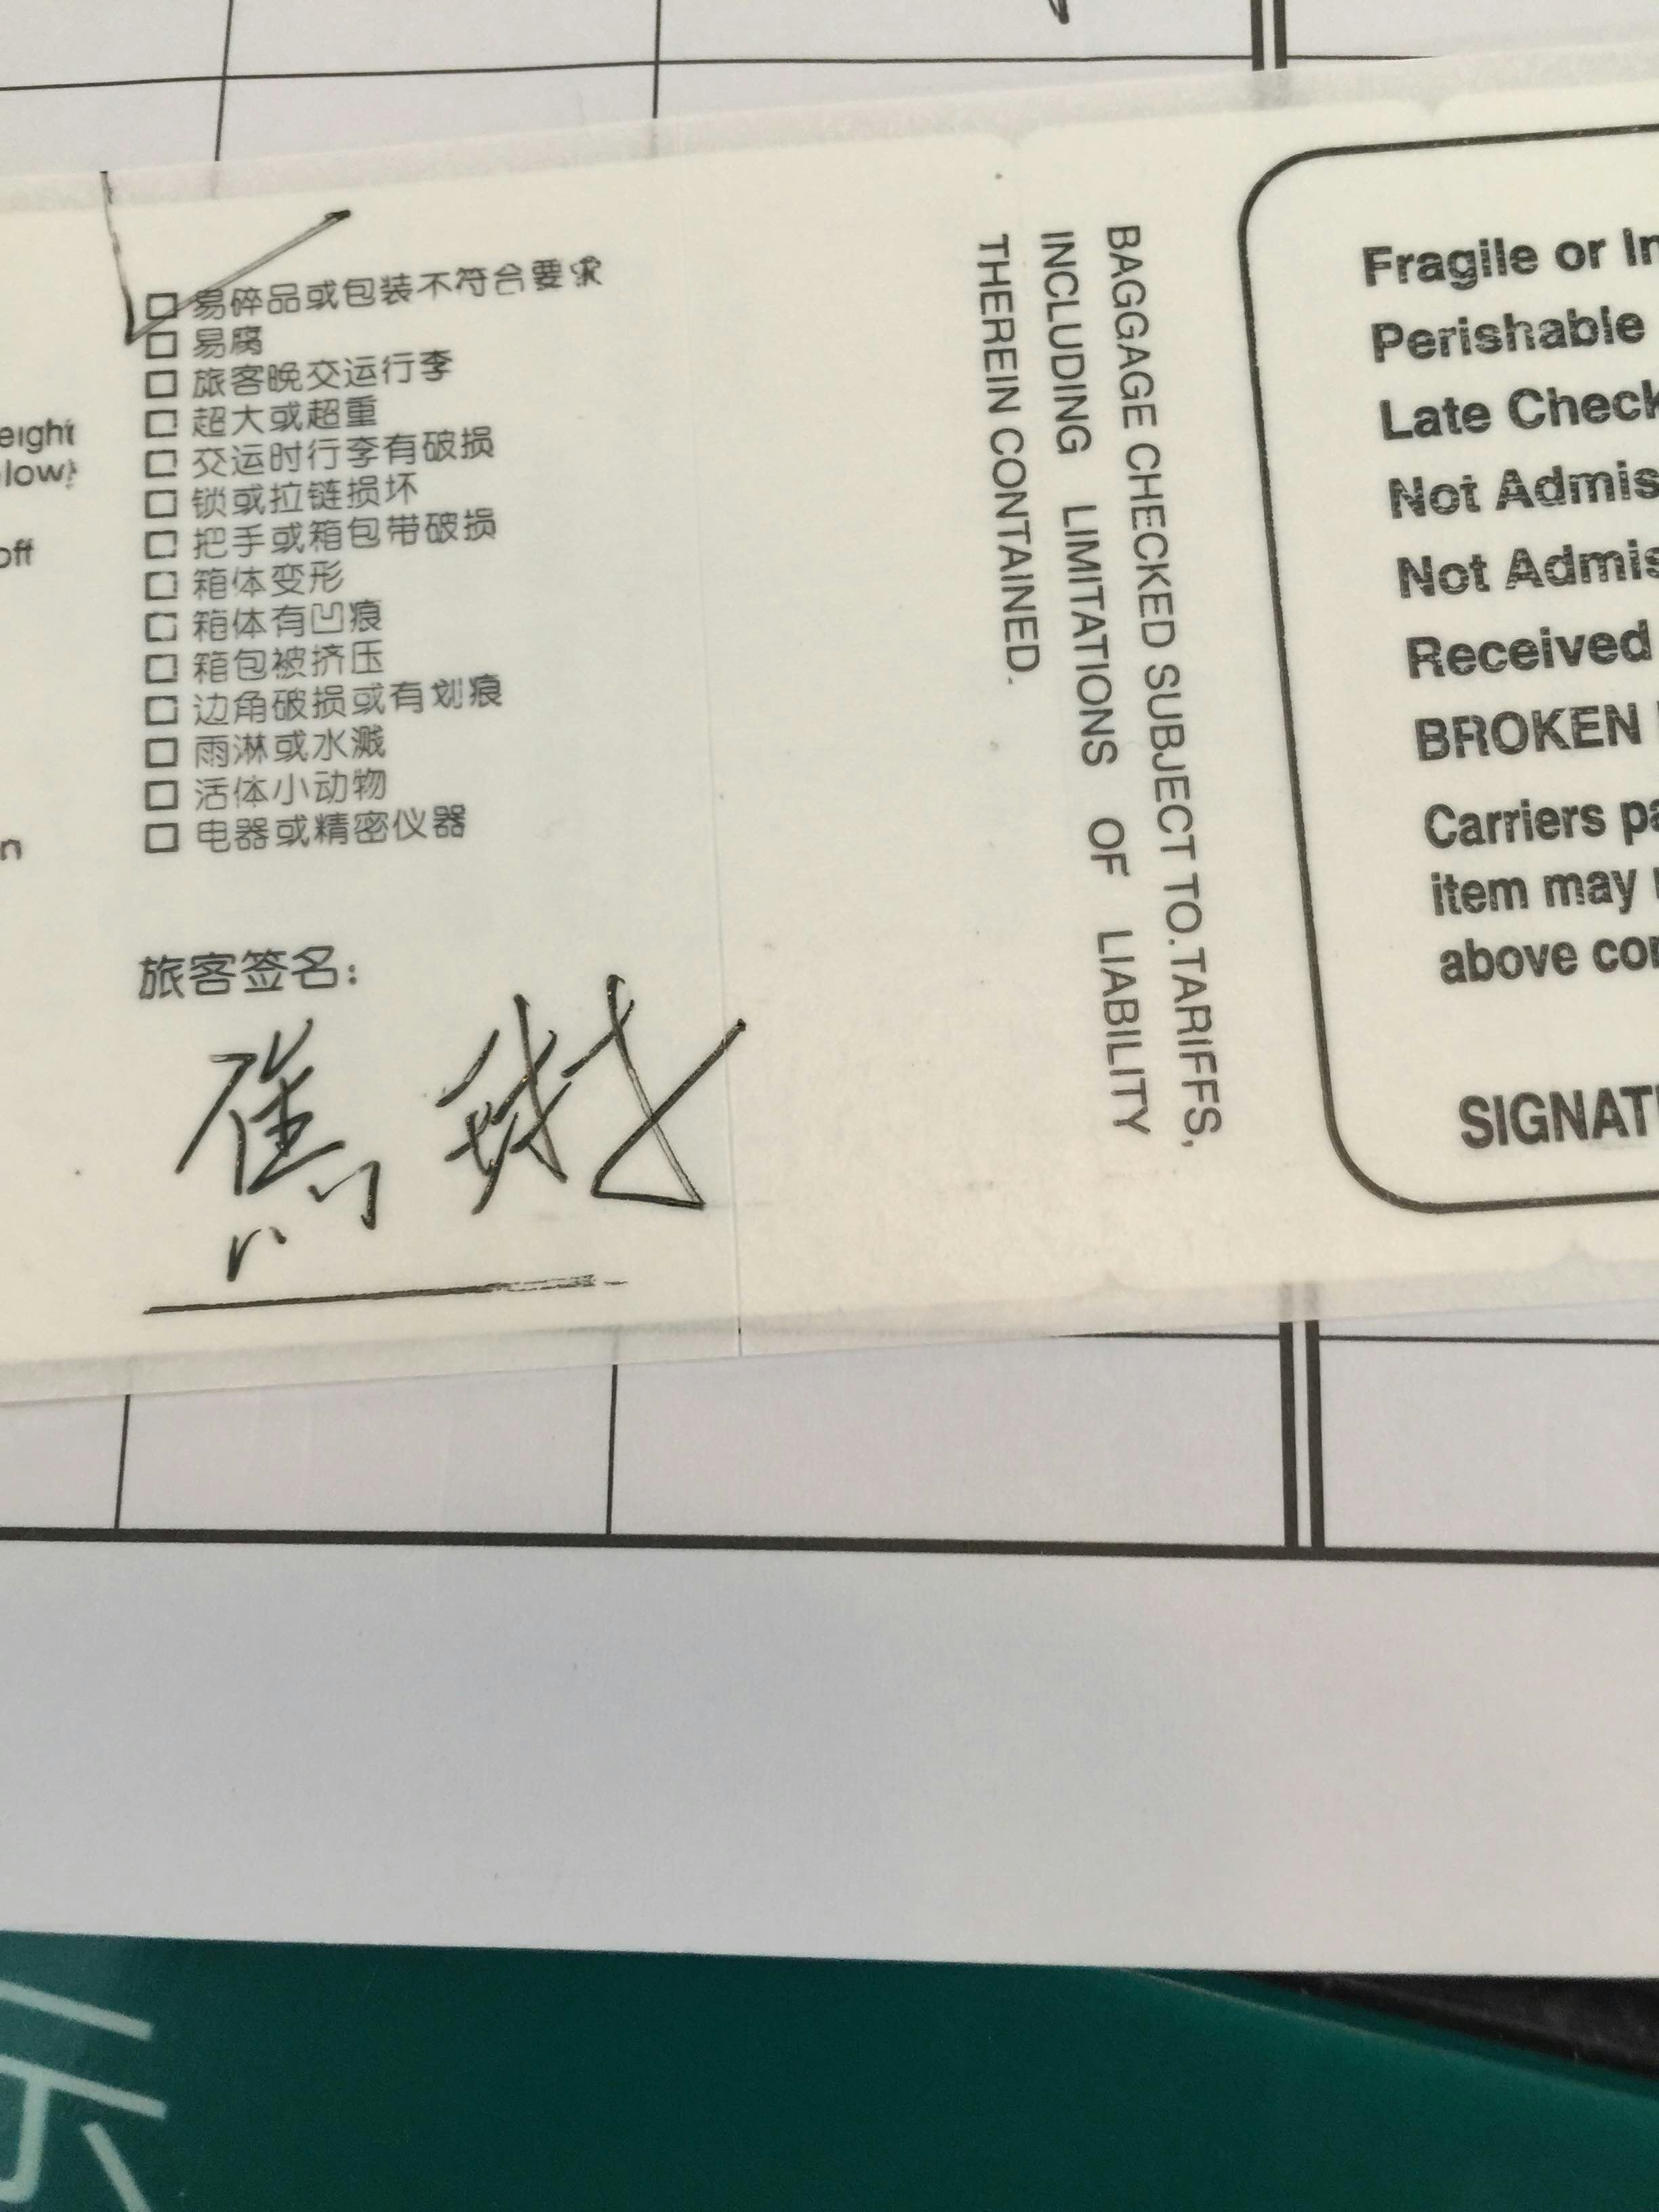 eight
elow)
off
n
易碎品或包装不符合要求
易腐
旅客晚交运行李
超大或超重
交运时行李有破损
锁或拉链损坏
把手或箱包带破损
箱体变形
箱体有凹痕
箱包被挤压
边角破损或有划痕
雨淋或水溅
活体小动物
电器或精密仪器
旅客签名：
焦
BAGGAGE CHECKED SUBJECT TO.TARIFFS,
INCLUDING LIMITATIONS OF LIABILITY
THEREIN CONTAINED.
Fragile or In
Perishable
Late Check
Not Admis
Not Admis
Received
BROKEN
Carriers pa
item may
above con
SIGNAT